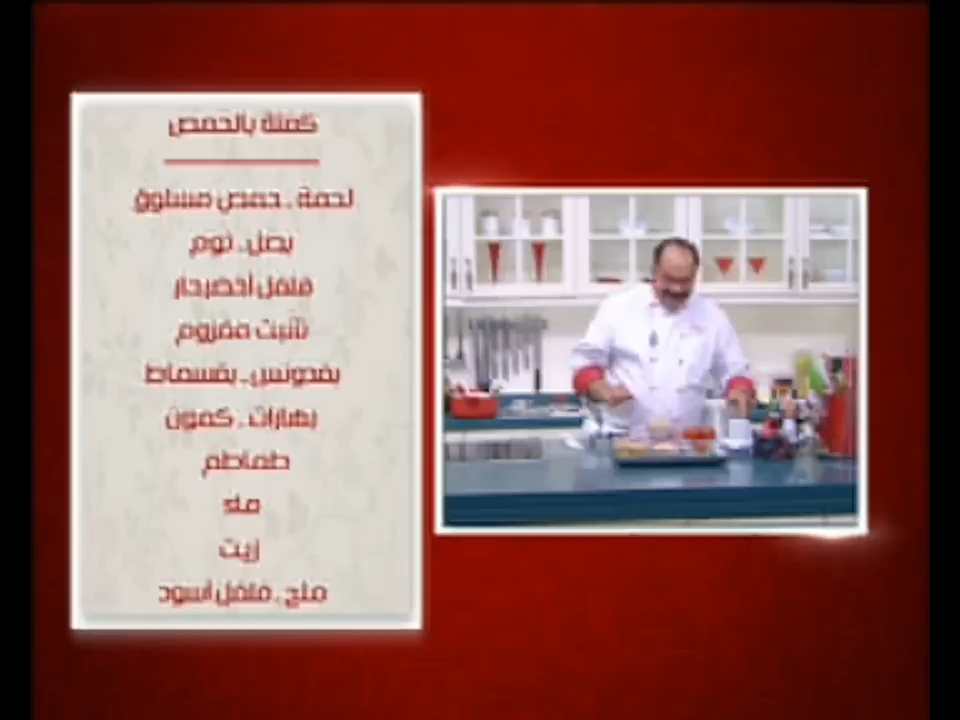 كفتة بالحمص
لحمة . حمص مسلوق
بصل . ثوم
فلفل أخضر حار
شبت مفروم
بقدونس . بقسماط
بهارات . كمون
طماطم
ماء
زيت
ملح . فلفل أسود